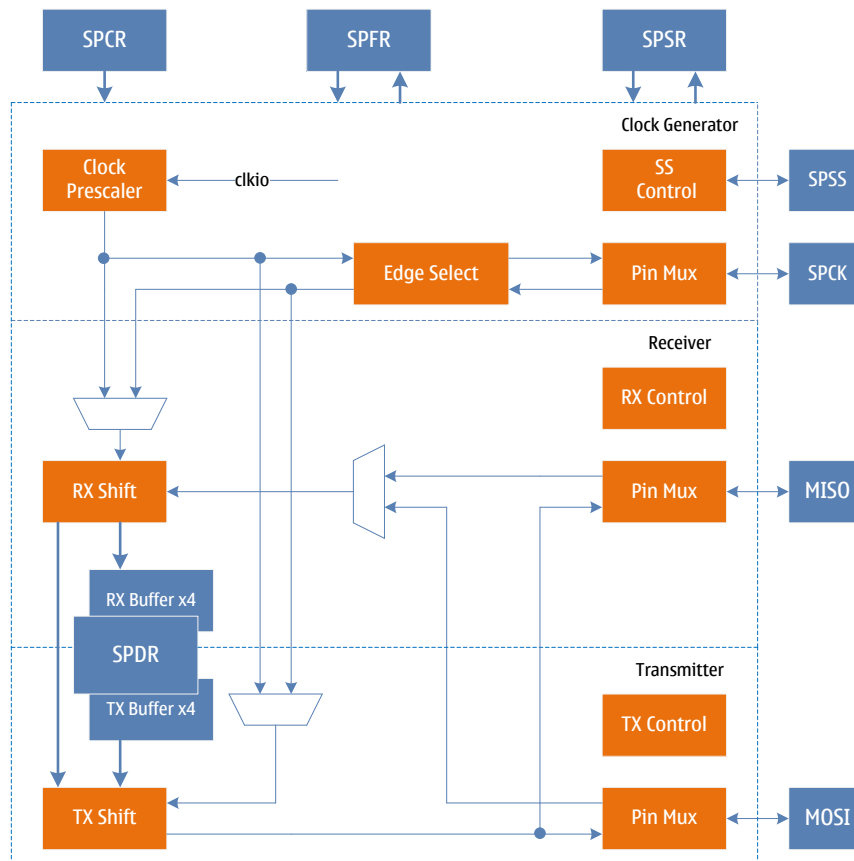 SPCR
SPFR
SPSR
Clock Generator
Clock
Prescaler
clkio
SS
Control
SPSS
Edge Select
Pin Mux
SPCK
Receiver
RX Control
RX Shift
Pin Mux
MISO
RX Buffer x4
SPDR
Transmitter
TX Buffer x4
TX Control
TX Shift
Pin Mux
MOSI